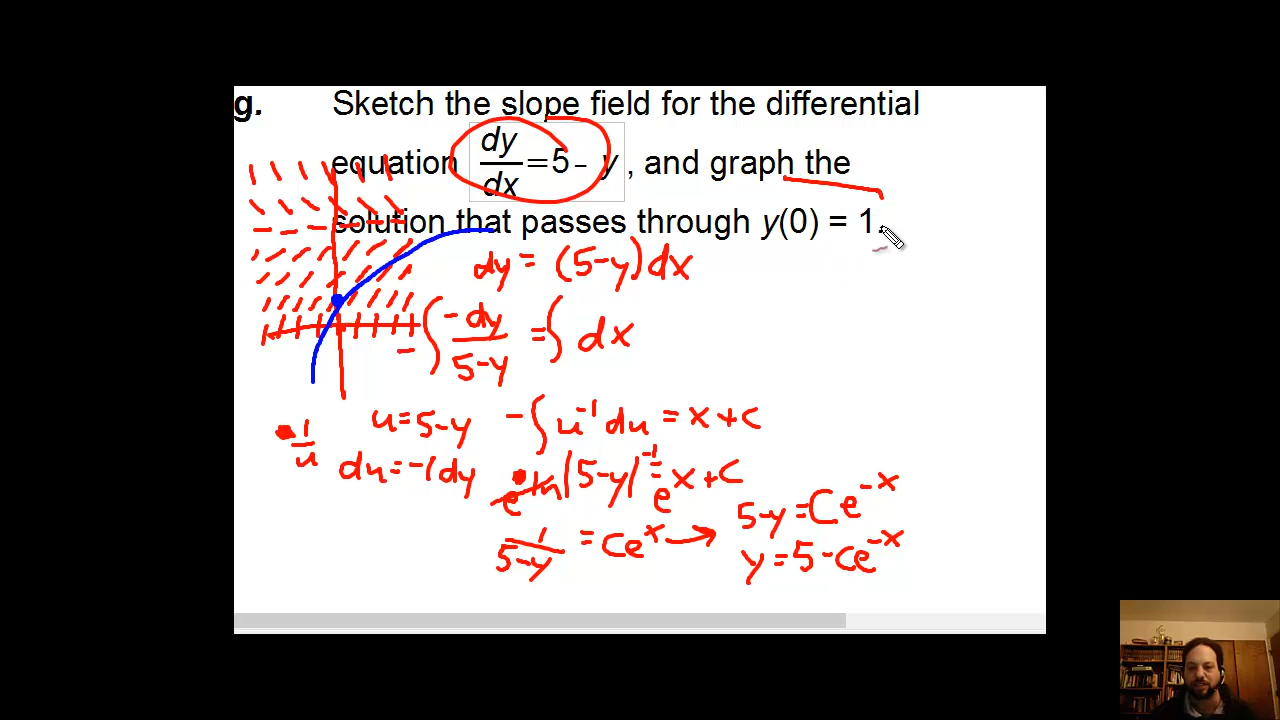 g. Sketch the slope field for the differential
equation dy/dx = 5 - y , and graph the
solution that passes through y(0) = 1.
dy = (5-y)dx
- ∫ -dy/5-y = ∫ dx
u=5-y - ∫ u⁻¹ du = x + c
1/u du=-1dy e^ln|5-y|⁻¹ = e^x+c
1/5-y = Ce^x → 5-y = Ce^-x
y = 5 - ce^-x